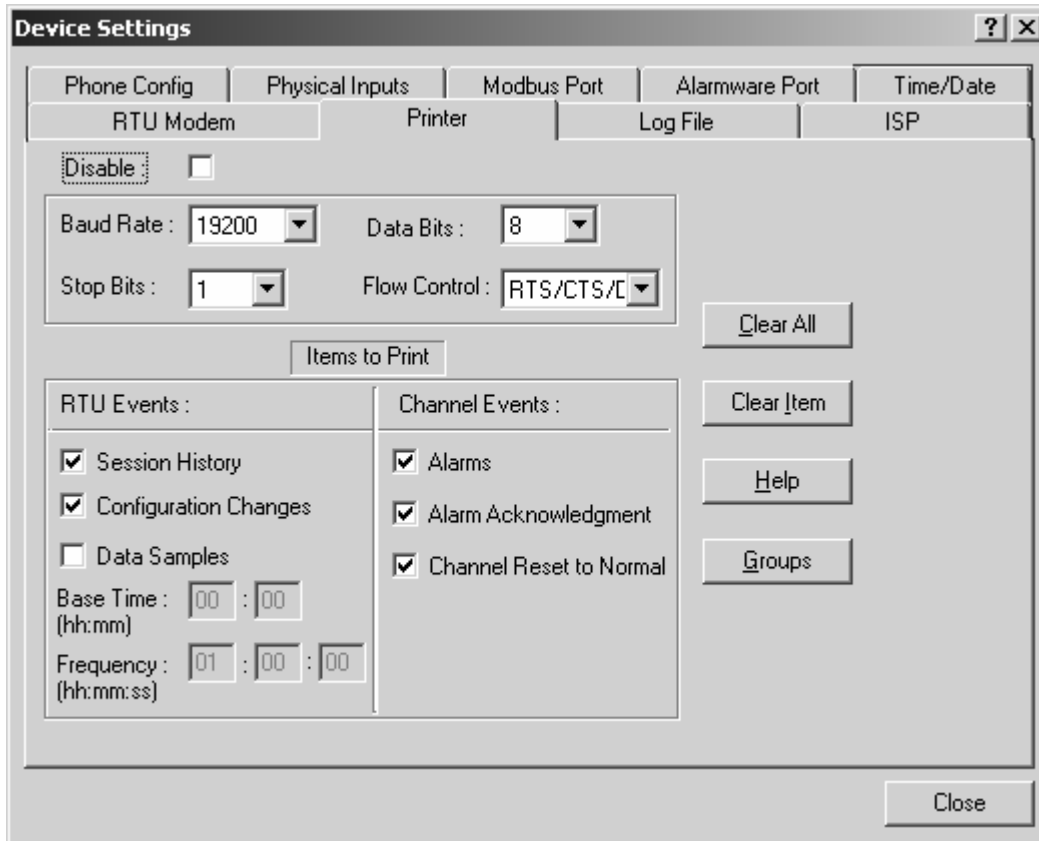 Device Settings
? X
Phone Config Physical Inputs Modbus Port Alarmware Port Time/Date
RTU Modem Printer Log File ISP
Disable :
Baud Rate : 19200 Data Bits : 8
Stop Bits : 1 Flow Control : RTS/CTS/D
Clear All
Items to Print
RTU Events : Channel Events :
Clear Item
Session History Alarms
Help
Configuration Changes Alarm Acknowledgment
Data Samples Channel Reset to Normal
Groups
Base Time : 00 : 00
(hh:mm)
Frequency : 01 : 00 : 00
(hh:mm:ss)
Close